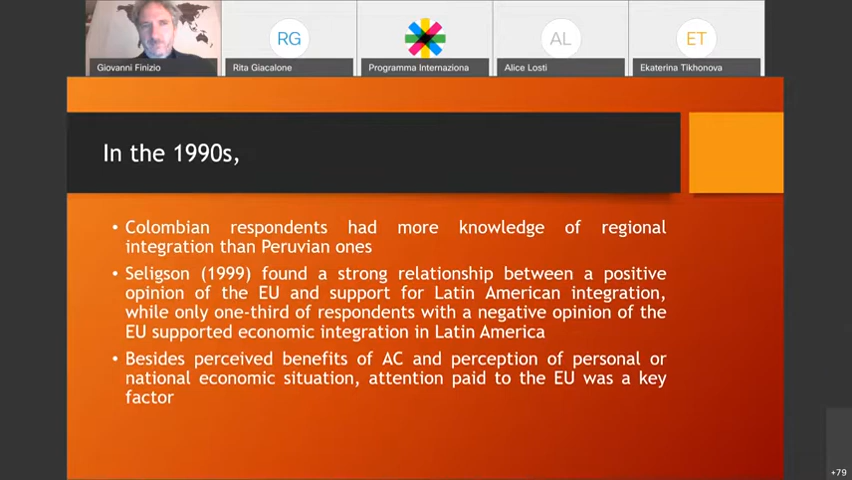 RG
AL
ET
Giovanni Finizio
Rita Giacalone
Programma Internaziona
Alice Losti
Ekaterina Tikhonova
In the 1990s,
• Colombian respondents had more knowledge of regional
integration than Peruvian ones
• Seligson (1999) found a strong relationship between a positive
opinion of the EU and support for Latin American integration,
while only one-third of respondents with a negative opinion of the
EU supported economic integration in Latin America
• Besides perceived benefits of AC and perception of personal or
national economic situation, attention paid to the EU was a key
factor
+79